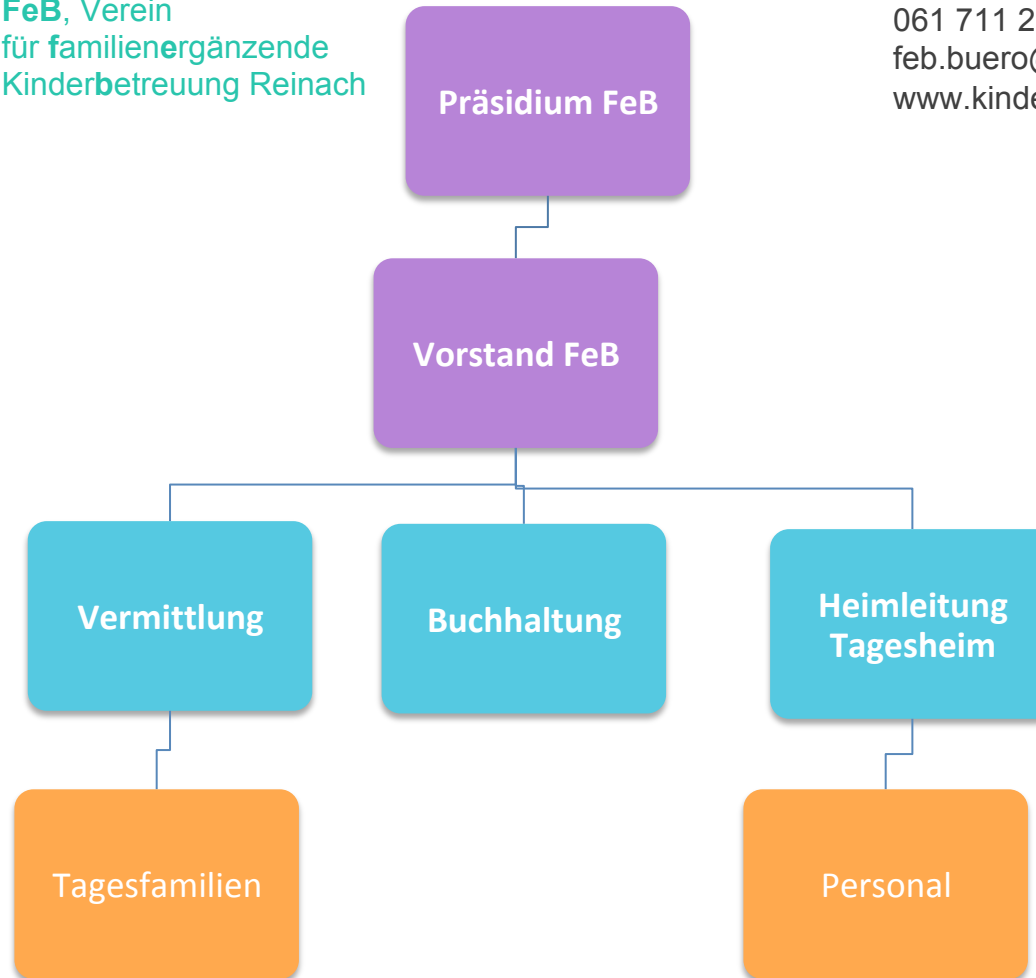 FeB, Verein
für familienergänzende
Kinderbetreuung Reinach
061 711 2
feb.buero@
www.kinde
Präsidium FeB
Vorstand FeB
Vermittlung
Buchhaltung
Heimleitung
Tagesheim
Tagesfamilien
Personal